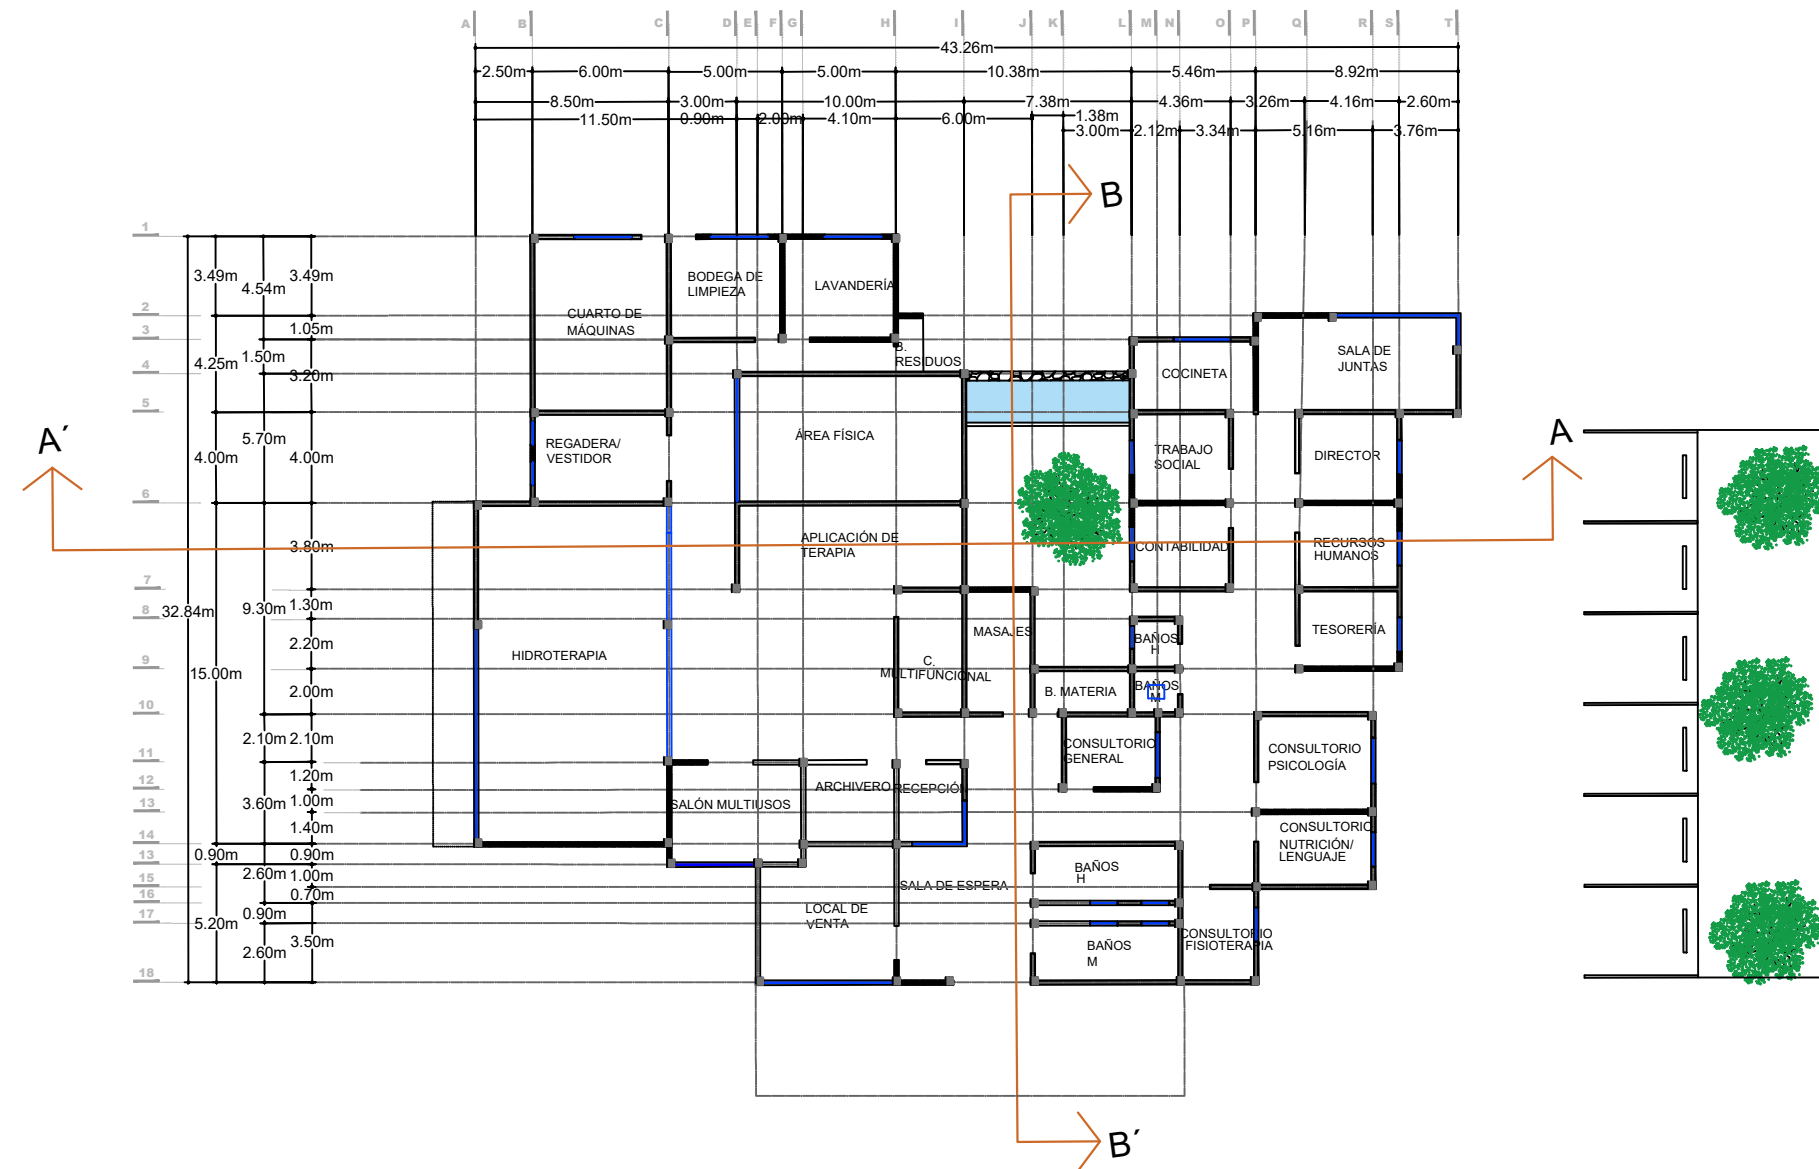 A B C D E F G H I J K L M N O P Q R S T
43.26m
2.50m 6.00m 5.00m 5.00m 10.38m 5.46m 8.92m
8.50m 3.00m 10.00m 7.38m 4.36m 3.26m 4.16m 2.60m
11.50m 0.90m 2.00m 4.10m 6.00m 1.38m
3.00m 2.12m 3.34m 5.16m 3.76m
B
1
3.49m 4.54m 3.49m
2
1.05m
3
4.25m 1.50m
3.20m
4
5
5.70m
4.00m 4.00m
6
3.80m
7
1.30m
8
32.84m 9.30m
2.20m
15.00m
9
2.00m
10
2.10m 2.10m
11
1.20m
12
3.60m 1.00m
13
1.40m
14
0.90m 0.90m
13
2.60m 1.00m
15
0.70m
16
0.90m
17
5.20m 3.50m
2.60m
18
BODEGA DE
LIMPIEZA
LAVANDERÍA
CUARTO DE
MÁQUINAS
B.
RESIDUOS
COCINETA
SALA DE
JUNTAS
A´
A
REGADERA/
VESTIDOR
ÁREA FÍSICA
TRABAJO
SOCIAL
DIRECTOR
APLICACIÓN DE
TERAPIA
CONTABILIDAD
RECURSOS
HUMANOS
HIDROTERAPIA
MASAJES
C.
MULTIFUNCIONAL
BAÑOS
H
TESORERÍA
B. MATERIA
BAÑOS
M
CONSULTORIO
GENERAL
CONSULTORIO
PSICOLOGÍA
SALÓN MULTIUSOS
ARCHIVERO
RECEPCIÓN
CONSULTORIO
NUTRICIÓN/
LENGUAJE
BAÑOS
H
SALA DE ESPERA
LOCAL DE
VENTA
BAÑOS
M
CONSULTORIO
FISIOTERAPIA
B´